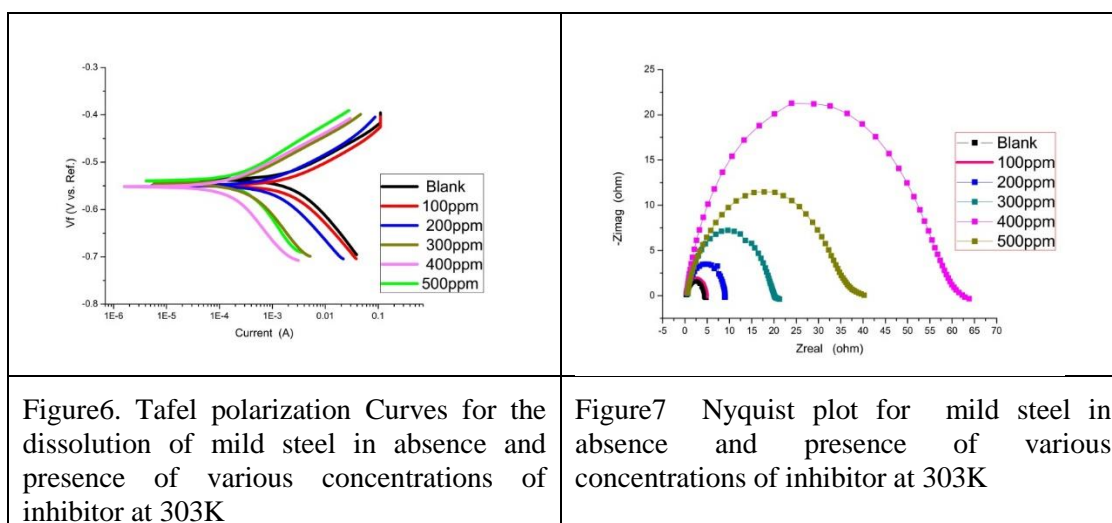 -0.3
-0.4
-0.5
-0.6
-0.7
-0.8
Vf (V vs. Ref.)
1E-6 1E-5 1E-4 1E-3 0.01 0.1
Current (A)
Blank
100ppm
200ppm
300ppm
400ppm
500ppm
25
20
15
10
5
0
-Zimag (ohm)
-5 0 5 10 15 20 25 30 35 40 45 50 55 60 65 70
Zreal (ohm)
Blank
100ppm
200ppm
300ppm
400ppm
500ppm
Figure6. Tafel polarization Curves for the
dissolution of mild steel in absence and
presence of various concentrations of
inhibitor at 303K
Figure7 Nyquist plot for mild steel in
absence and presence of various
concentrations of inhibitor at 303K